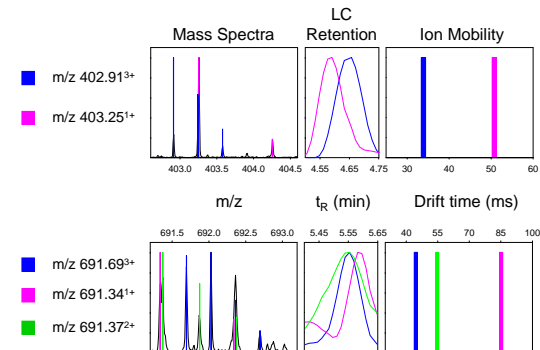 Mass Spectra
LC
Retention
Ion Mobility
m/z 402.91³⁺
m/z 403.25¹⁺
403.0 403.5 404.0 404.5
4.55 4.65 4.75
30 40 50 60
m/z
tR (min)
Drift time (ms)
691.5 692.0 692.5 693.0
5.45 5.55 5.65
40 55 70 85 100
m/z 691.69³⁺
m/z 691.34¹⁺
m/z 691.37²⁺